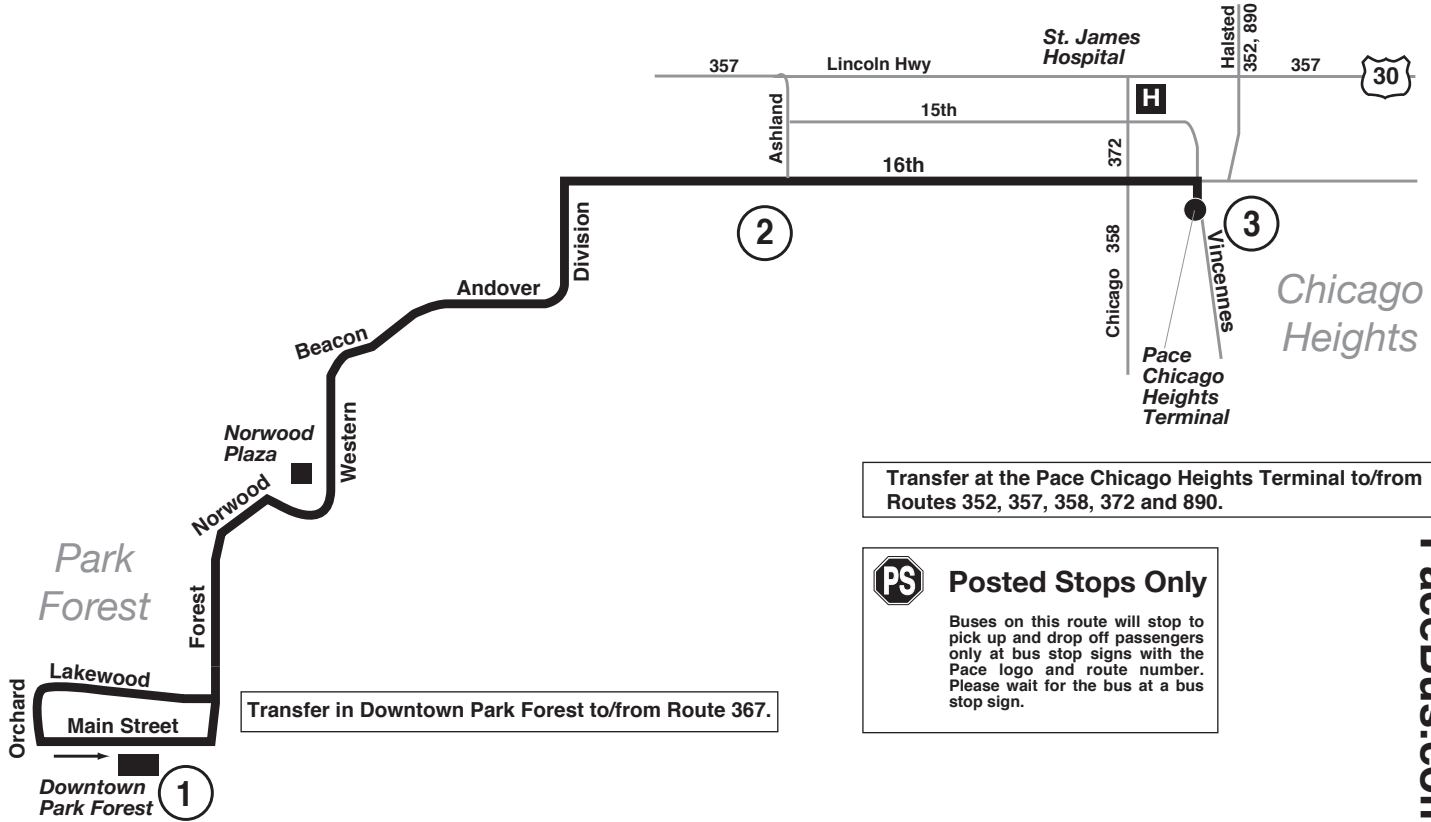 357
Lincoln Hwy
St. James
Hospital
Halsted
352, 890
357
30
H
Ashland
15th
372
16th
Division
2
3
Vincennes
Chicago 358
Chicago
Heights
Andover
Beacon
Pace
Chicago
Heights
Terminal
Western
Norwood
Plaza
Norwood
Transfer at the Pace Chicago Heights Terminal to/from
Routes 352, 357, 358, 372 and 890.
Park
Forest
Forest
PS
Posted Stops Only
Buses on this route will stop to
pick up and drop off passengers
only at bus stop signs with the
Pace logo and route number.
Please wait for the bus at a bus
stop sign.
Lakewood
Orchard
Main Street
Transfer in Downtown Park Forest to/from Route 367.
Downtown
Park Forest
1
PaceBus.com